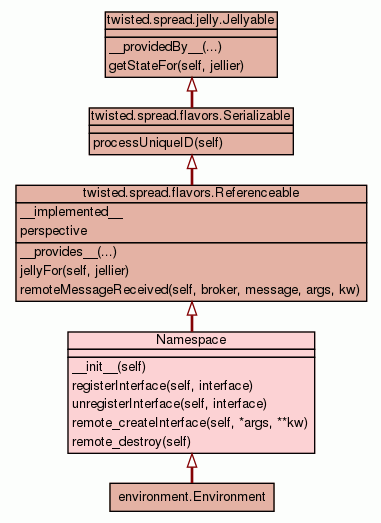 twisted.spread.jelly.Jellyable
__providedBy__(...)
getStateFor(self, jellier)
twisted.spread.flavors.Serializable
processUniqueID(self)
twisted.spread.flavors.Referenceable
__implemented__
perspective
__provides__(...)
jellyFor(self, jellier)
remoteMessageReceived(self, broker, message, args, kw)
Namespace
__init__(self)
registerInterface(self, interface)
unregisterInterface(self, interface)
remote_createInterface(self, *args, **kw)
remote_destroy(self)
environment.Environment